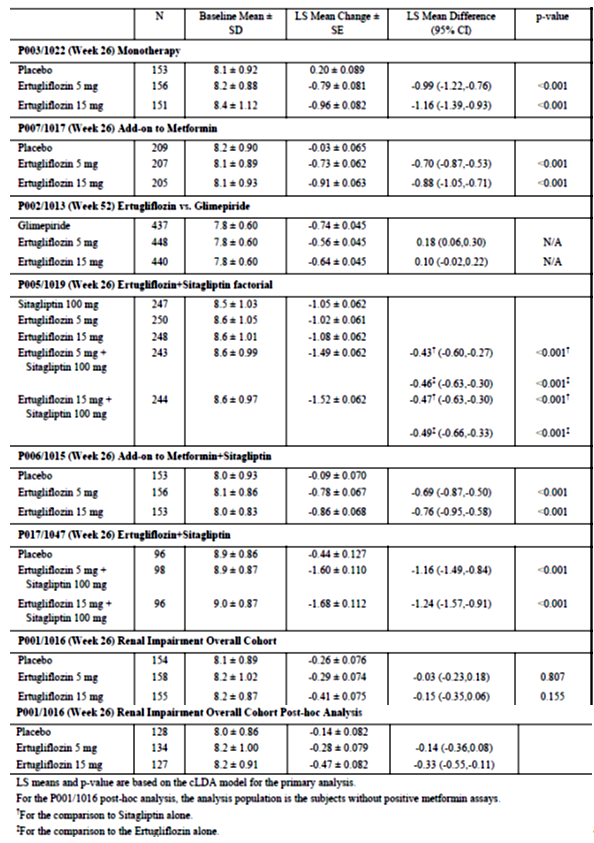 N Baseline Mean ± SD LS Mean Change ± SE LS Mean Difference (95% CI) p-value
P003/1022 (Week 26) Monotherapy
Placebo 153 8.1 ± 0.92 0.20 ± 0.089
Ertugliflozin 5 mg 156 8.2 ± 0.88 -0.79 ± 0.081 -0.99 (-1.22,-0.76) <0.001
Ertugliflozin 15 mg 151 8.4 ± 1.12 -0.96 ± 0.082 -1.16 (-1.39,-0.93) <0.001
P007/1017 (Week 26) Add-on to Metformin
Placebo 209 8.2 ± 0.90 -0.03 ± 0.065
Ertugliflozin 5 mg 207 8.1 ± 0.89 -0.73 ± 0.062 -0.70 (-0.87,-0.53) <0.001
Ertugliflozin 15 mg 205 8.1 ± 0.93 -0.91 ± 0.063 -0.88 (-1.05,-0.71) <0.001
P002/1013 (Week 52) Ertugliflozin vs. Glimepiride
Glimepiride 437 7.8 ± 0.60 -0.74 ± 0.045
Ertugliflozin 5 mg 448 7.8 ± 0.60 -0.56 ± 0.045 0.18 (0.06,0.30) N/A
Ertugliflozin 15 mg 440 7.8 ± 0.60 -0.64 ± 0.045 0.10 (-0.02,0.22) N/A
P005/1019 (Week 26) Ertugliflozin+Sitagliptin factorial
Sitagliptin 100 mg 247 8.5 ± 1.03 -1.05 ± 0.062
Ertugliflozin 5 mg 250 8.6 ± 1.05 -1.02 ± 0.061
Ertugliflozin 15 mg 248 8.6 ± 1.01 -1.08 ± 0.062
Ertugliflozin 5 mg + 243 8.6 ± 0.99 -1.49 ± 0.062 -0.43† (-0.60,-0.27) <0.001†
Sitagliptin 100 mg
-0.46‡ (-0.63,-0.30) <0.001‡
Ertugliflozin 15 mg + 244 8.6 ± 0.97 -1.52 ± 0.062 -0.47† (-0.63,-0.30) <0.001†
Sitagliptin 100 mg
-0.49‡ (-0.66,-0.33) <0.001‡
P006/1015 (Week 26) Add-on to Metformin+Sitagliptin
Placebo 153 8.0 ± 0.93 -0.09 ± 0.070
Ertugliflozin 5 mg 156 8.1 ± 0.86 -0.78 ± 0.067 -0.69 (-0.87,-0.50) <0.001
Ertugliflozin 15 mg 153 8.0 ± 0.83 -0.86 ± 0.068 -0.76 (-0.95,-0.58) <0.001
P017/1047 (Week 26) Ertugliflozin+Sitagliptin
Placebo 96 8.9 ± 0.86 -0.44 ± 0.127
Ertugliflozin 5 mg + 98 8.9 ± 0.87 -1.60 ± 0.110 -1.16 (-1.49,-0.84) <0.001
Sitagliptin 100 mg
Ertugliflozin 15 mg + 96 9.0 ± 0.87 -1.68 ± 0.112 -1.24 (-1.57,-0.91) <0.001
Sitagliptin 100 mg
P001/1016 (Week 26) Renal Impairment Overall Cohort
Placebo 154 8.1 ± 0.89 -0.26 ± 0.076
Ertugliflozin 5 mg 158 8.2 ± 1.02 -0.29 ± 0.074 -0.03 (-0.23,0.18) 0.807
Ertugliflozin 15 mg 155 8.2 ± 0.87 -0.41 ± 0.075 -0.15 (-0.35,0.06) 0.155
P001/1016 (Week 26) Renal Impairment Overall Cohort Post-hoc Analysis
Placebo 128 8.0 ± 0.86 -0.14 ± 0.082
Ertugliflozin 5 mg 134 8.2 ± 1.00 -0.28 ± 0.079 -0.14 (-0.36,0.08)
Ertugliflozin 15 mg 127 8.2 ± 0.91 -0.47 ± 0.082 -0.33 (-0.55,-0.11)
LS means and p-value are based on the cLDA model for the primary analysis.
For the P001/1016 post-hoc analysis, the analysis population is the subjects without positive metformin assays.
†For the comparison to Sitagliptin alone.
‡For the comparison to the Ertugliflozin alone.